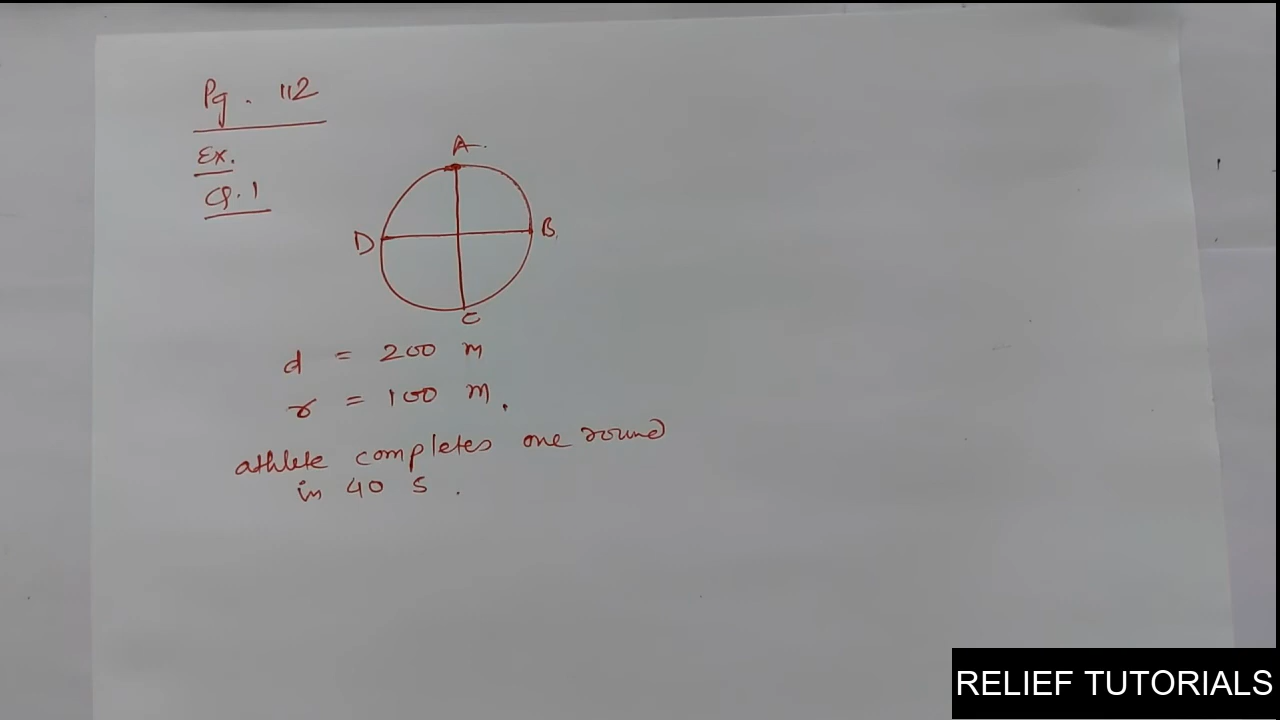 Pg. 112
Ex.
Q.1
A
D
B
C
d = 200 m
r = 100 m.
athlete completes one round
in 40 s.
RELIEF TUTORIALS